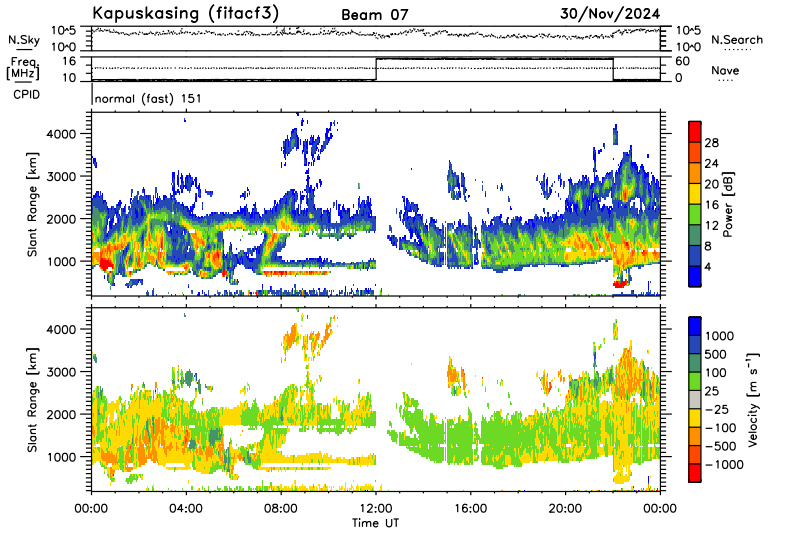 Kapuskasing (fitacf3)
Beam 07
30/Nov/2024
N.Sky
10^5
10^0
10^5
10^0
N.Search
Freq.
[MHz]
16
10
60
0
Nave
CPID
normal (fast) 151
Slant Range [km]
4000
3000
2000
1000
28
24
20
16
12
8
4
Power [dB]
Slant Range [km]
4000
3000
2000
1000
1000
500
100
25
-25
-100
-500
-1000
Velocity [m s^-1]
00:00
04:00
08:00
12:00
16:00
20:00
00:00
Time UT